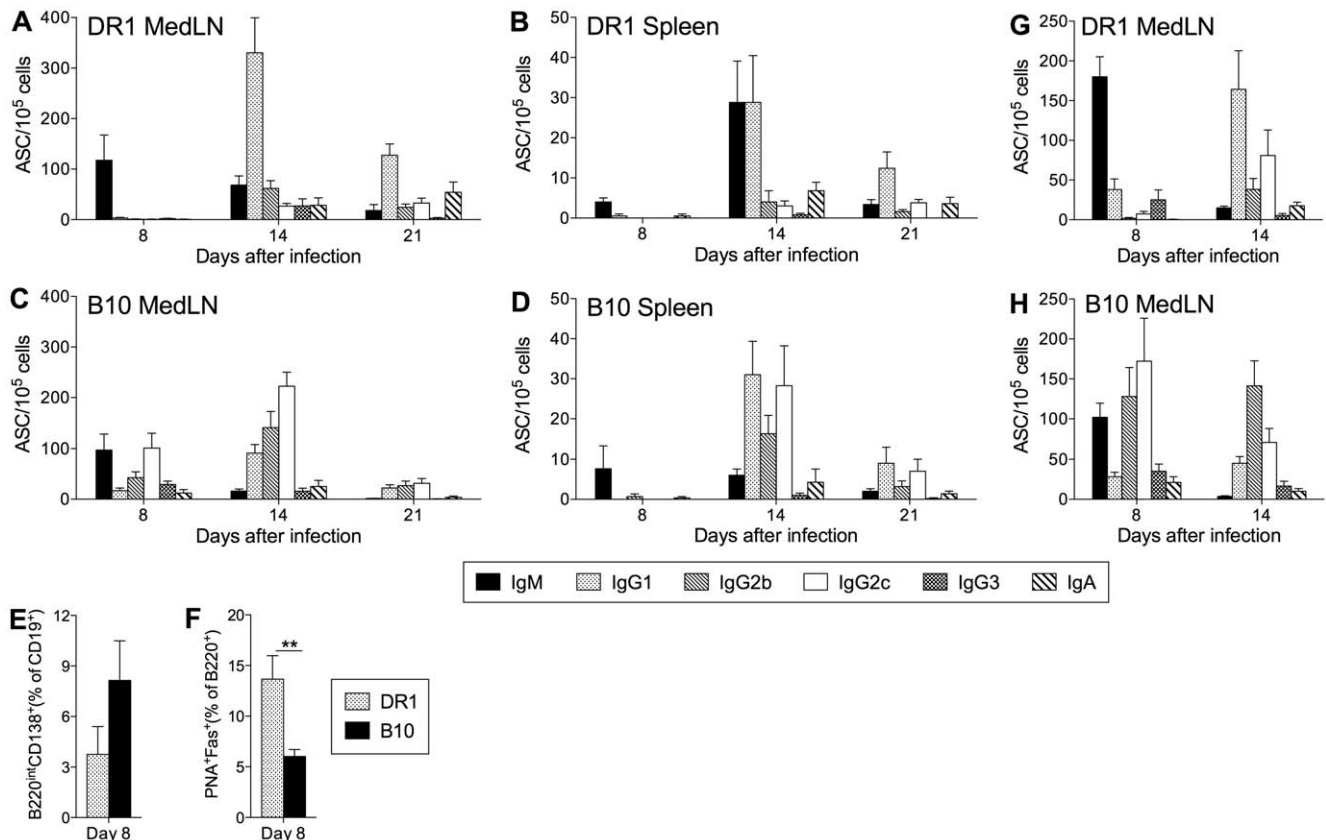 A
DR1 MedLN
400
300
200
100
0
ASC/10⁵ cells
8
14
21
Days after infection
B
DR1 Spleen
50
40
30
20
10
0
ASC/10⁵ cells
8
14
21
Days after infection
G
DR1 MedLN
250
200
150
100
50
0
ASC/10⁵ cells
8
14
Days after infection
C
B10 MedLN
400
300
200
100
0
ASC/10⁵ cells
8
14
21
Days after infection
D
B10 Spleen
50
40
30
20
10
0
ASC/10⁵ cells
8
14
21
Days after infection
H
B10 MedLN
250
200
150
100
50
0
ASC/10⁵ cells
8
14
Days after infection
IgM IgG1 IgG2b IgG2c IgG3 IgA
E
12
9
6
3
0
B220ⁱⁿᵗCD138⁺(% of CD19⁺)
Day 8
F
20
15
10
5
0
PNA⁺Fas⁺(% of B220⁺)
**
Day 8
DR1
B10